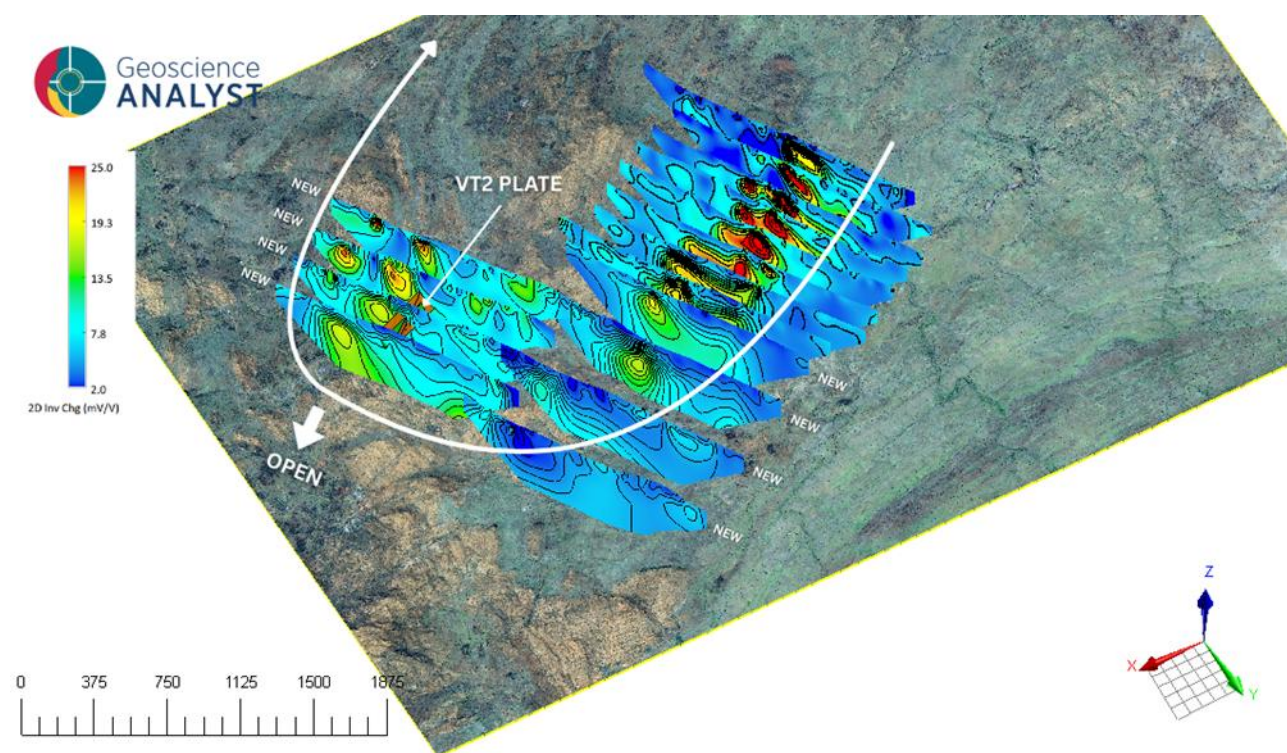 Geoscience
ANALYST
25.0
19.3
13.5
7.8
2.0
2D Inv Chg (mV/V)
NEW
NEW
NEW
NEW
VT2 PLATE
OPEN
NEW
NEW
NEW
NEW
0 375 750 1125 1500 1875
Z
X
Y